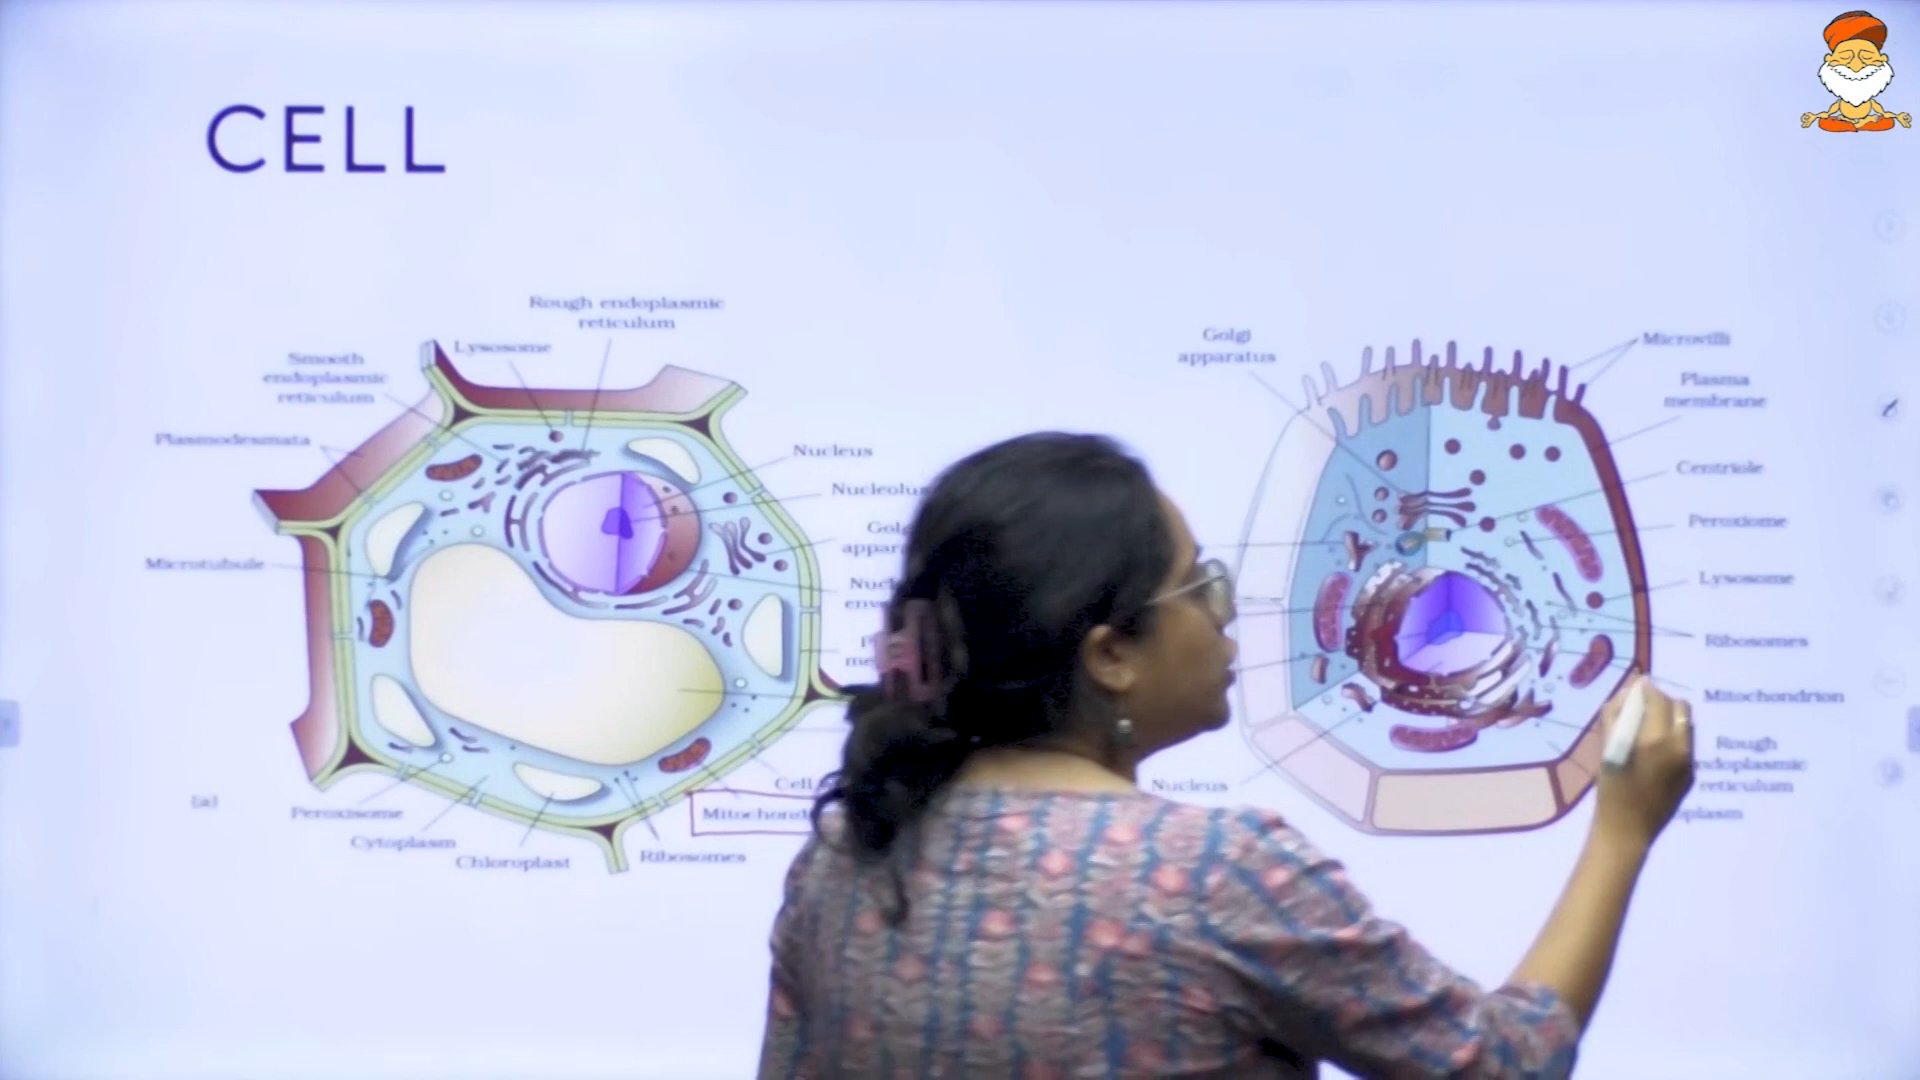 CELL
Rough endoplasmic
reticulum
Lysosome
Smooth
endoplasmic
reticulum
Plasmodesmata
Microtubule
Nucleus
(a)
Peroxisome
Cytoplasm
Chloroplast
Ribosomes
Golgi
apparatus
Microvilli
Plasma
membrane
Centriole
Peroxiome
Lysosome
Ribosomes
Mitochondrion
Rough
reticulum
Nucleus